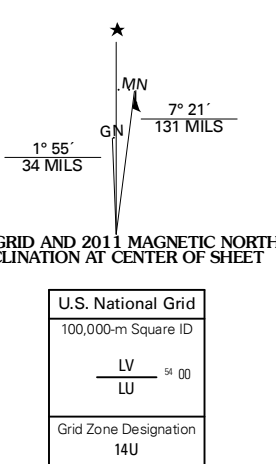 ★
MN
GN
7° 21´
131 MILS
1° 55´
34 MILS
GRID AND 2011 MAGNETIC NORTH
CLINATION AT CENTER OF SHEET
U.S. National Grid
100,000-m Square ID
LV
54 00
LU
Grid Zone Designation
14U